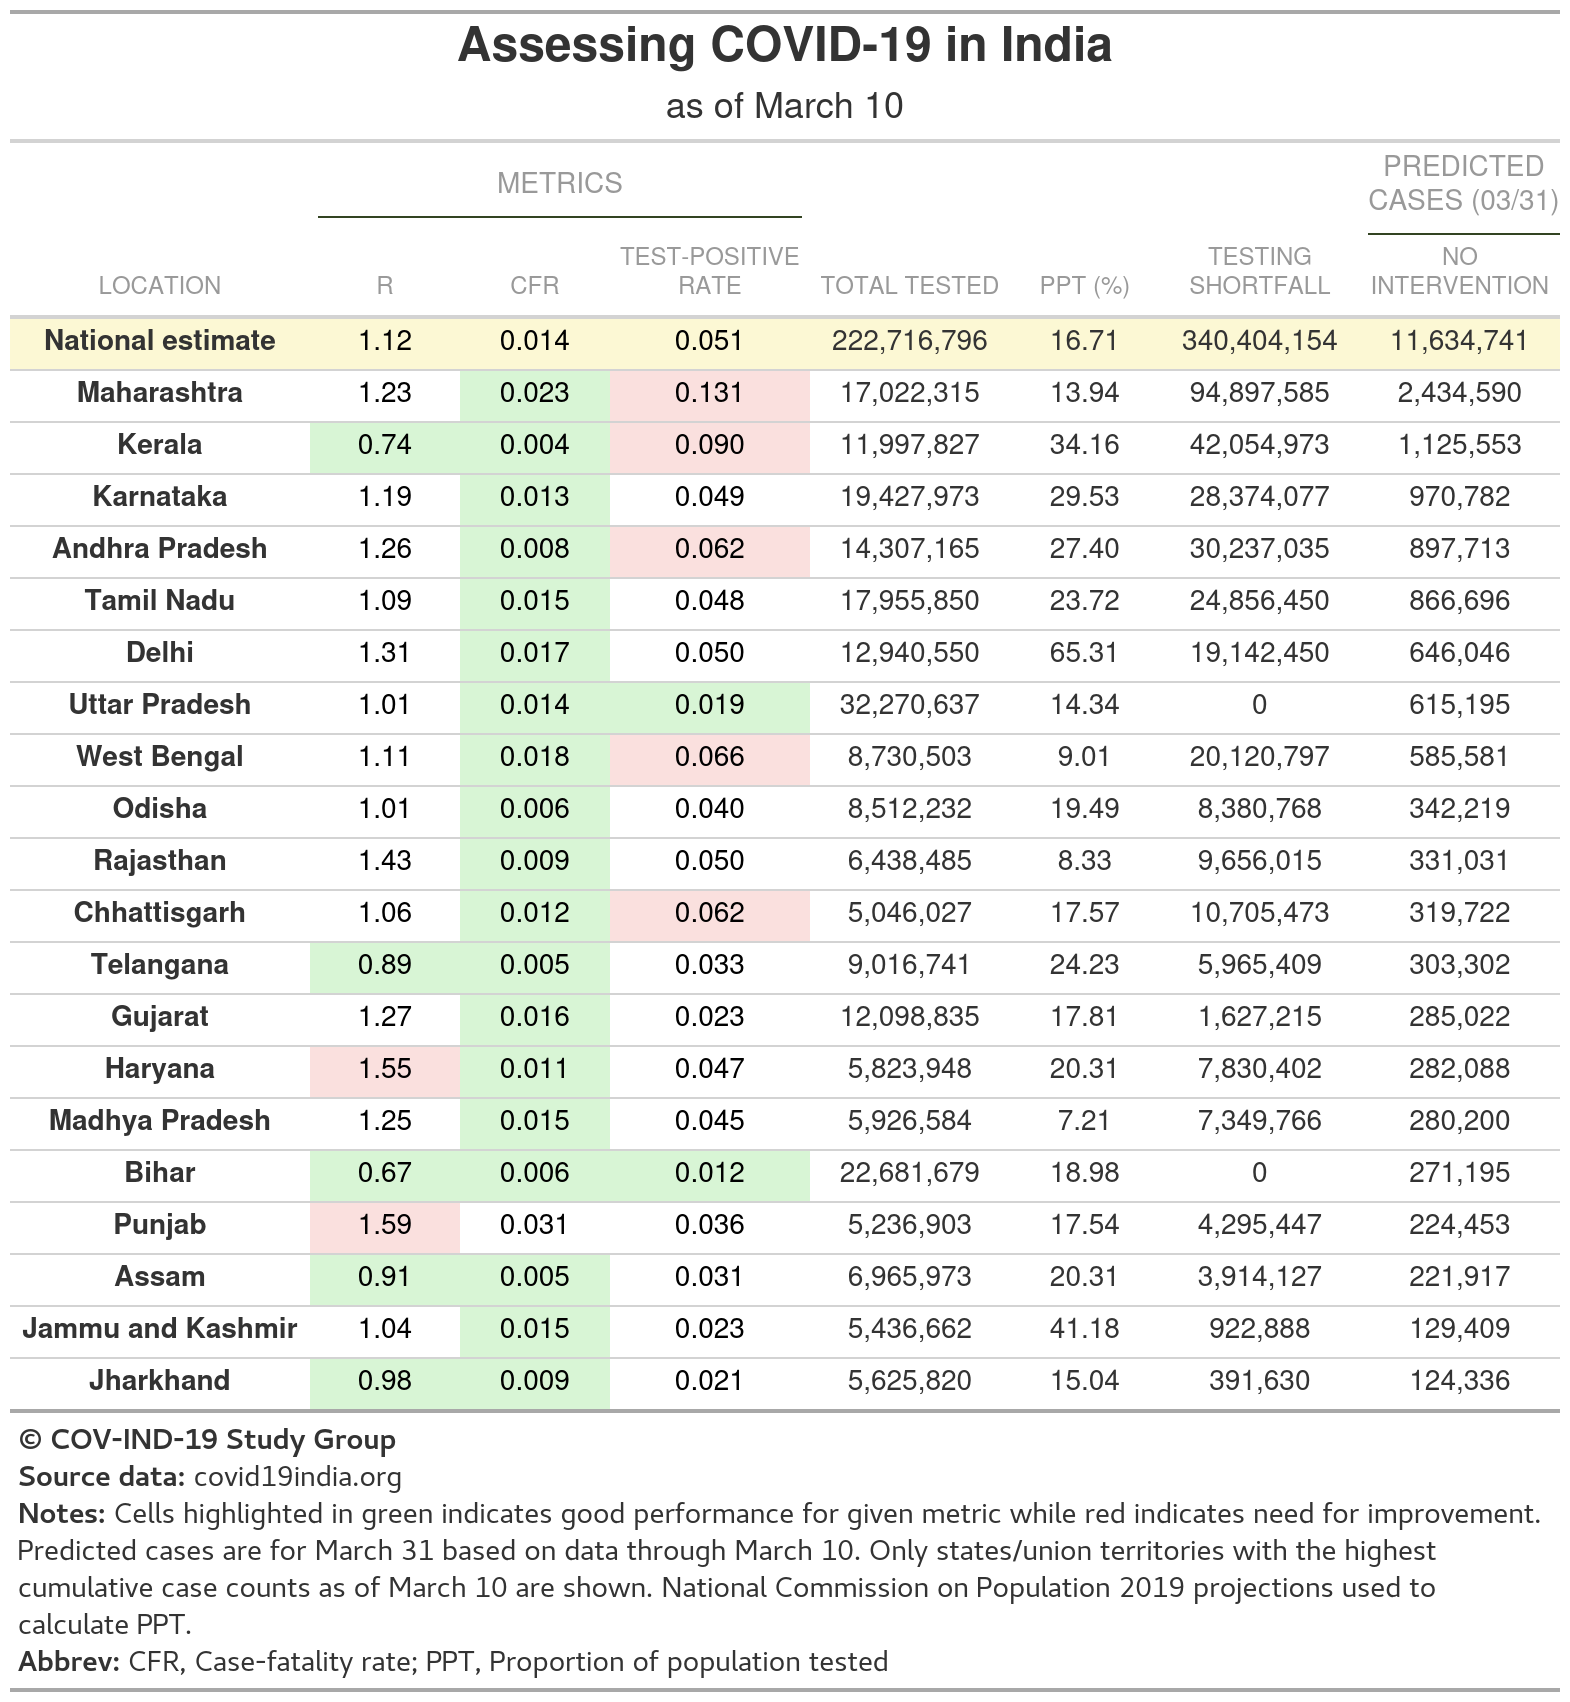 Assessing COVID-19 in India
as of March 10
METRICS
PREDICTED
CASES (03/31)
LOCATION R CFR TEST-POSITIVE RATE TOTAL TESTED PPT (%) TESTING SHORTFALL NO INTERVENTION
National estimate 1.12 0.014 0.051 222,716,796 16.71 340,404,154 11,634,741
Maharashtra 1.23 0.023 0.131 17,022,315 13.94 94,897,585 2,434,590
Kerala 0.74 0.004 0.090 11,997,827 34.16 42,054,973 1,125,553
Karnataka 1.19 0.013 0.049 19,427,973 29.53 28,374,077 970,782
Andhra Pradesh 1.26 0.008 0.062 14,307,165 27.40 30,237,035 897,713
Tamil Nadu 1.09 0.015 0.048 17,955,850 23.72 24,856,450 866,696
Delhi 1.31 0.017 0.050 12,940,550 65.31 19,142,450 646,046
Uttar Pradesh 1.01 0.014 0.019 32,270,637 14.34 0 615,195
West Bengal 1.11 0.018 0.066 8,730,503 9.01 20,120,797 585,581
Odisha 1.01 0.006 0.040 8,512,232 19.49 8,380,768 342,219
Rajasthan 1.43 0.009 0.050 6,438,485 8.33 9,656,015 331,031
Chhattisgarh 1.06 0.012 0.062 5,046,027 17.57 10,705,473 319,722
Telangana 0.89 0.005 0.033 9,016,741 24.23 5,965,409 303,302
Gujarat 1.27 0.016 0.023 12,098,835 17.81 1,627,215 285,022
Haryana 1.55 0.011 0.047 5,823,948 20.31 7,830,402 282,088
Madhya Pradesh 1.25 0.015 0.045 5,926,584 7.21 7,349,766 280,200
Bihar 0.67 0.006 0.012 22,681,679 18.98 0 271,195
Punjab 1.59 0.031 0.036 5,236,903 17.54 4,295,447 224,453
Assam 0.91 0.005 0.031 6,965,973 20.31 3,914,127 221,917
Jammu and Kashmir 1.04 0.015 0.023 5,436,662 41.18 922,888 129,409
Jharkhand 0.98 0.009 0.021 5,625,820 15.04 391,630 124,336
© COV-IND-19 Study Group
Source data: covid19india.org
Notes: Cells highlighted in green indicates good performance for given metric while red indicates need for improvement.
Predicted cases are for March 31 based on data through March 10. Only states/union territories with the highest
cumulative case counts as of March 10 are shown. National Commission on Population 2019 projections used to
calculate PPT.
Abbrev: CFR, Case-fatality rate; PPT, Proportion of population tested